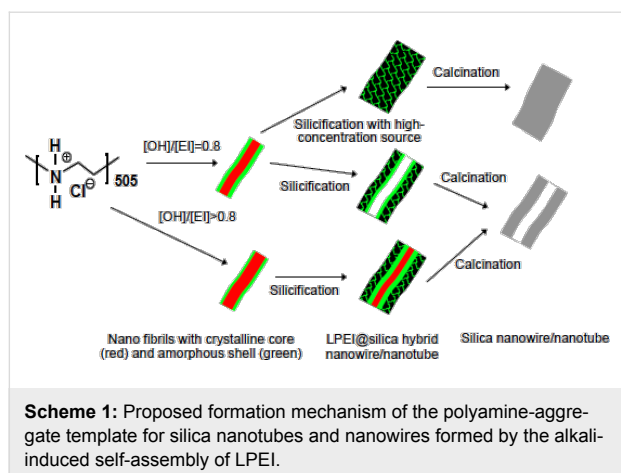 H
⊕
N
H
Cl⊖
505
[OH]/[EI]=0.8
[OH]/[EI]>0.8
Silicification with high-
concentration source
Calcination
Silicification
Calcination
Silicification
Calcination
Nano fibrils with crystalline core
(red) and amorphous shell (green)
LPEI@silica hybrid
nanowire/nanotube
Silica nanowire/nanotube
Scheme 1: Proposed formation mechanism of the polyamine-aggre-
gate template for silica nanotubes and nanowires formed by the alkali-
induced self-assembly of LPEI.